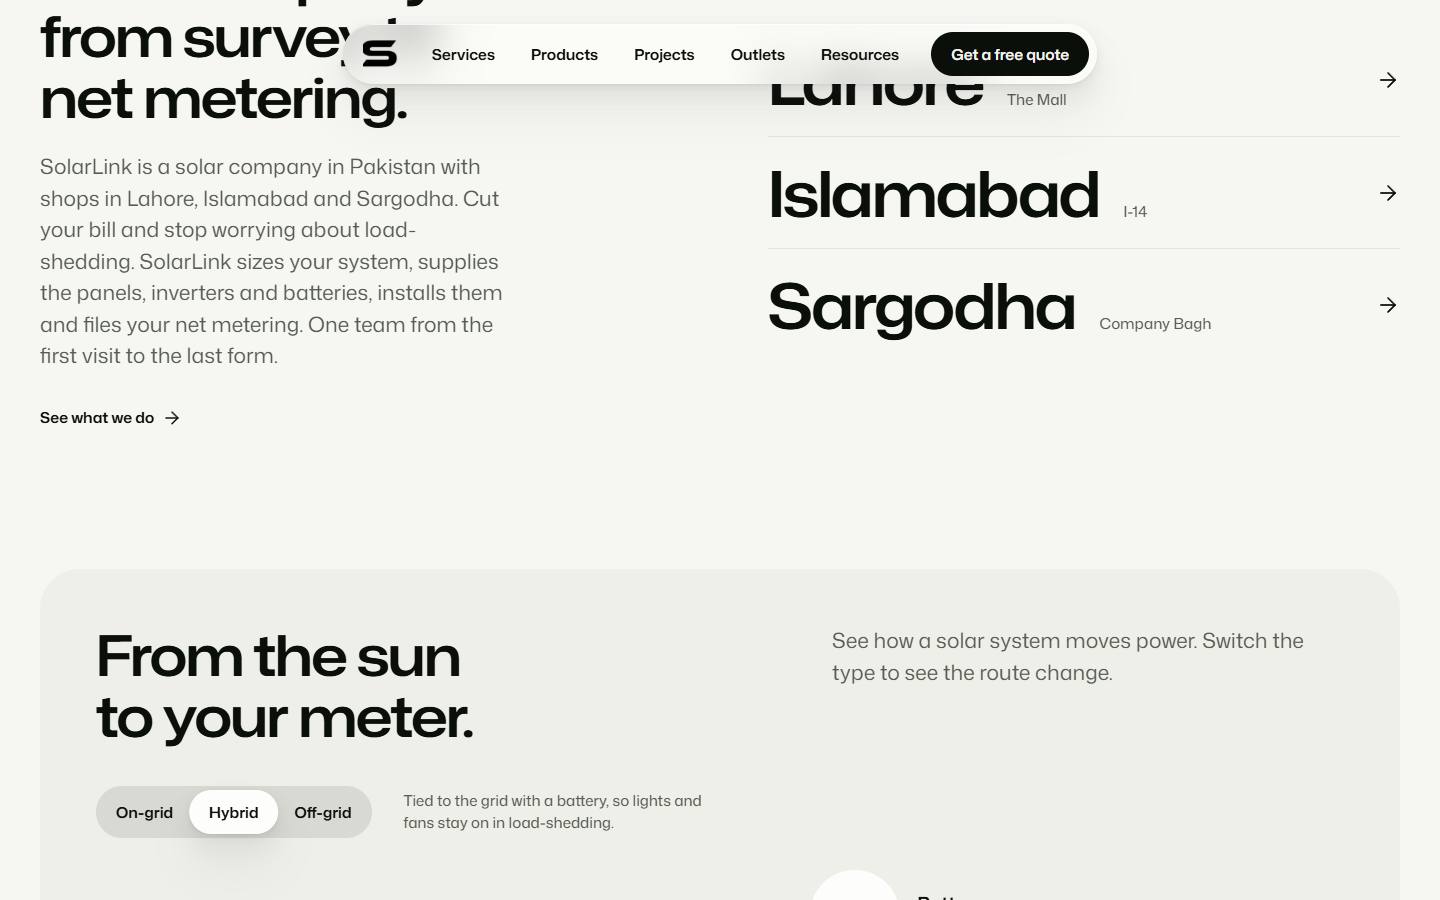 from survey to
net metering.
SolarLink is a solar company in Pakistan with
shops in Lahore, Islamabad and Sargodha. Cut
your bill and stop worrying about load-
shedding. SolarLink sizes your system, supplies
the panels, inverters and batteries, installs them
and files your net metering. One team from the
first visit to the last form.
See what we do
Services
Products
Projects
Outlets
Resources
Get a free quote
Lahore
The Mall
Islamabad
I-14
Sargodha
Company Bagh
From the sun
to your meter.
See how a solar system moves power. Switch the
type to see the route change.
On-grid
Hybrid
Off-grid
Tied to the grid with a battery, so lights and
fans stay on in load-shedding.